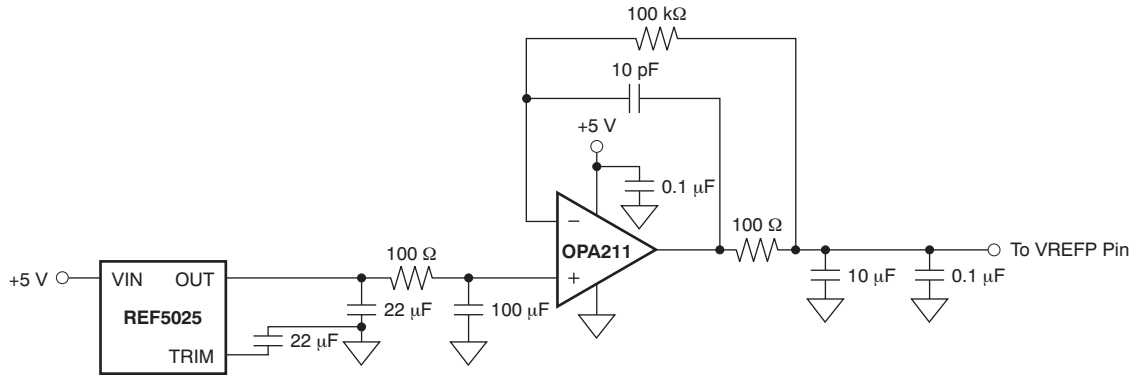 100 kΩ
10 pF
+5 V
0.1 μF
−
OPA211
+
100 Ω
To VREFP Pin
10 μF
0.1 μF
100 Ω
+5 V
VIN
OUT
REF5025
TRIM
22 μF
22 μF
100 μF